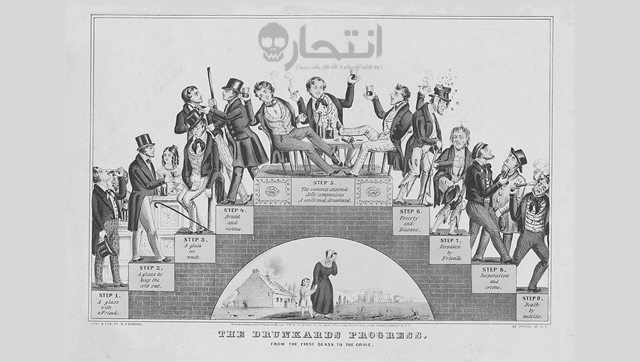 انتحار
STEP 1.
A glass
with
a Friend.
STEP 2.
A glass to
keep the
cold out.
STEP 3.
A glass
too
much.
STEP 4.
Drunk
and
riotous.
STEP 5.
The summit attained.
Jolly companions
A confirmed drunkard.
STEP 6.
Poverty
and
Disease.
STEP 7.
Forsaken
by
Friends.
STEP 8.
Desperation
and
crime.
STEP 9.
Death
by
suicide.
THE DRUNKARDS PROGRESS.
FROM THE FIRST GLASS TO THE GRAVE.